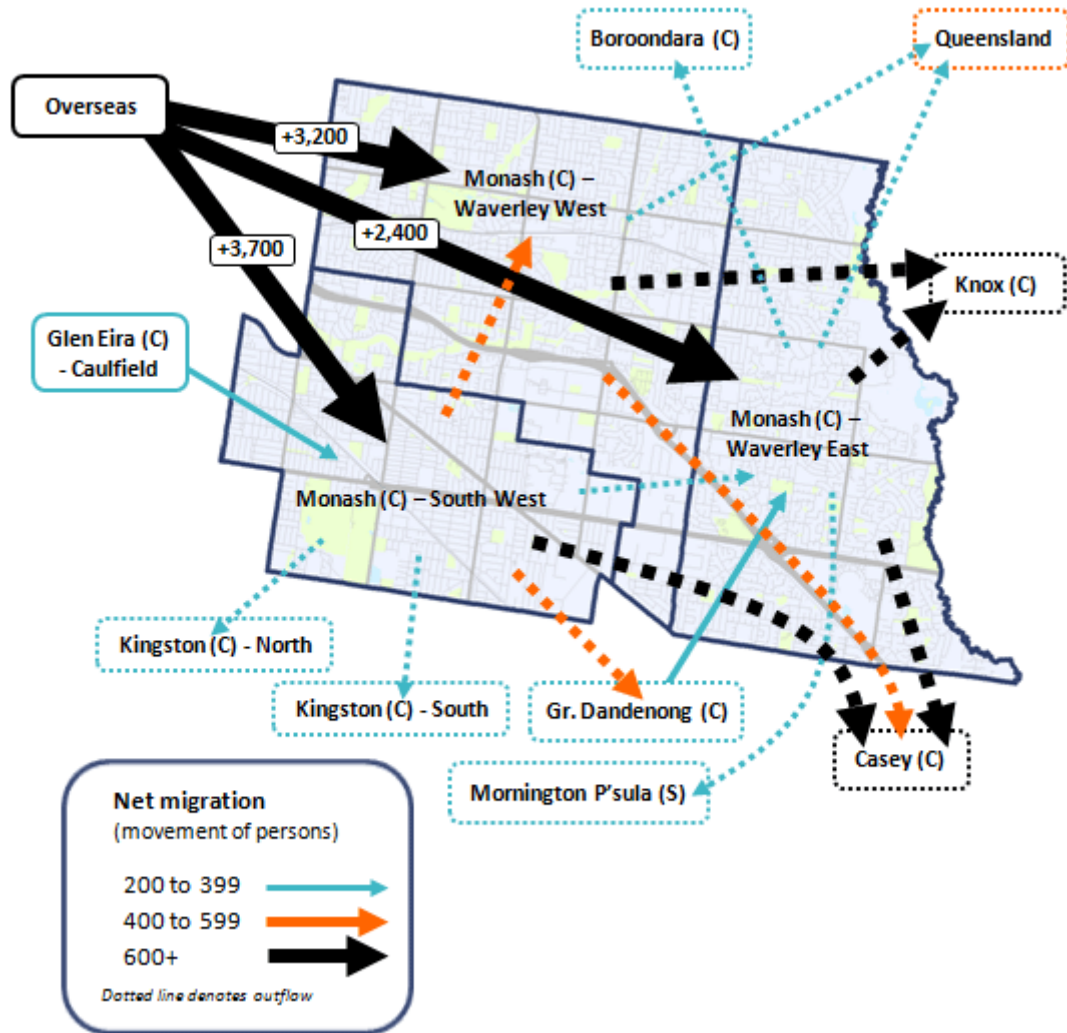 Boroondara (C)
Queensland
Overseas
+3,200
Monash (C) –
Waverley West
+2,400
+3,700
Knox (C)
Glen Eira (C)
- Caulfield
Monash (C) –
Waverley East
Monash (C) – South West
Kingston (C) - North
Kingston (C) - South
Gr. Dandenong (C)
Casey (C)
Mornington P'sula (S)
Net migration
(movement of persons)
200 to 399
400 to 599
600+
Dotted line denotes outflow